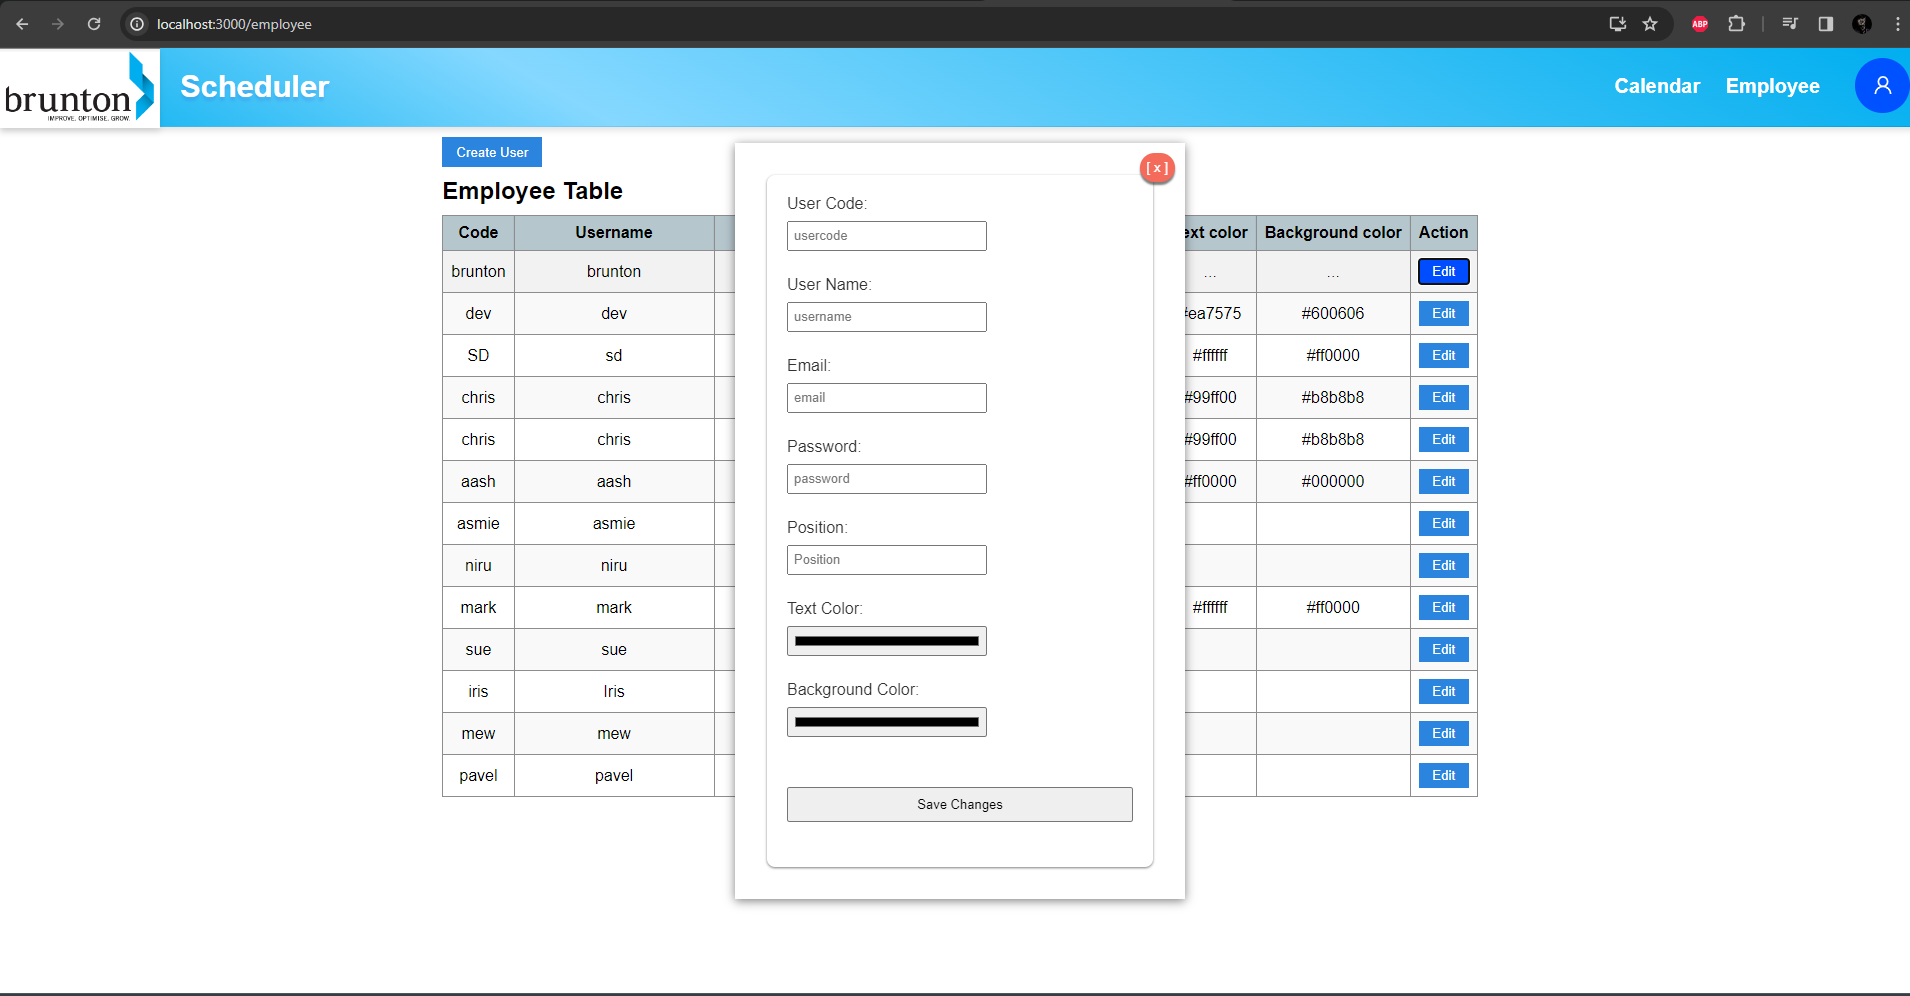 localhost:3000/employee
ABP
brunton
IMPROVE. OPTIMISE. GROW.
Scheduler
Calendar Employee
Create User
Employee Table
Code Username ext color Background color Action
brunton brunton ... ... Edit
dev dev #ea7575 #600606 Edit
SD sd #ffffff #ff0000 Edit
chris chris #99ff00 #b8b8b8 Edit
chris chris #99ff00 #b8b8b8 Edit
aash aash #ff0000 #000000 Edit
asmie asmie Edit
niru niru Edit
mark mark #ffffff #ff0000 Edit
sue sue Edit
iris Iris Edit
mew mew Edit
pavel pavel Edit
[ x ]
User Code:
usercode
User Name:
username
Email:
email
Password:
password
Position:
Position
Text Color:
Background Color:
Save Changes